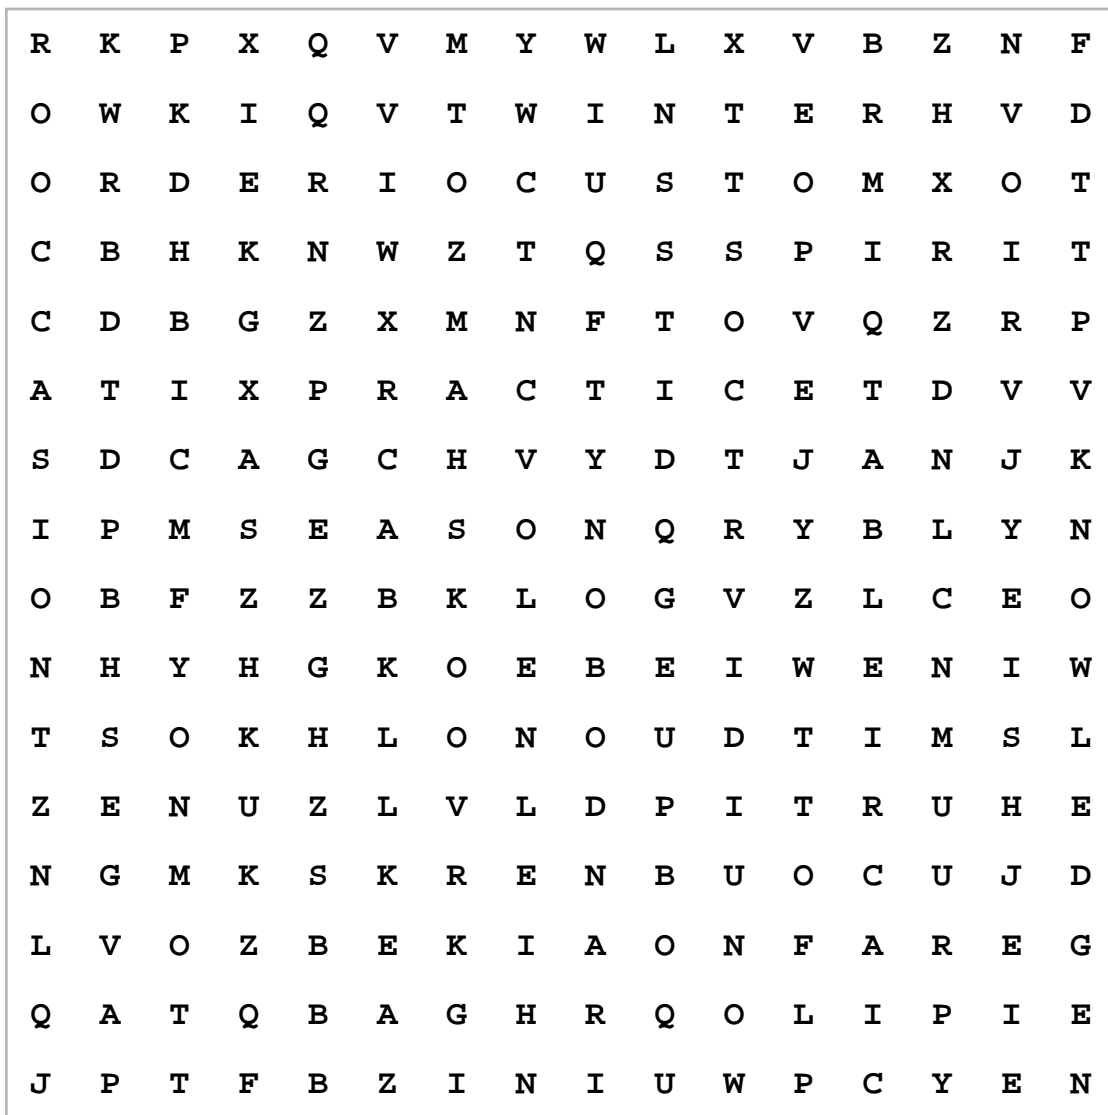 R K P X Q V M Y W L X V B Z N F
O W K I Q V T W I N T E R H V D
O R D E R I O C U S T O M X O T
C B H K N W Z T Q S S P I R I T
C D B G Z X M N F T O V Q Z R P
A T I X P R A C T I C E T D V V
S D C A G C H V Y D T J A N J K
I P M S E A S O N Q R Y B L Y N
O B F Z Z B K L O G V Z L C E O
N H Y H G K O E B E I W E N I W
T S O K H L O N O U D T I M S L
Z E N U Z L V L D P I T R U H E
N G M K S K R E N B U O C U J D
L V O Z B E K I A O N F A R E G
Q A T Q B A G H R Q O L I P I E
J P T F B Z I N I U W P C Y E N